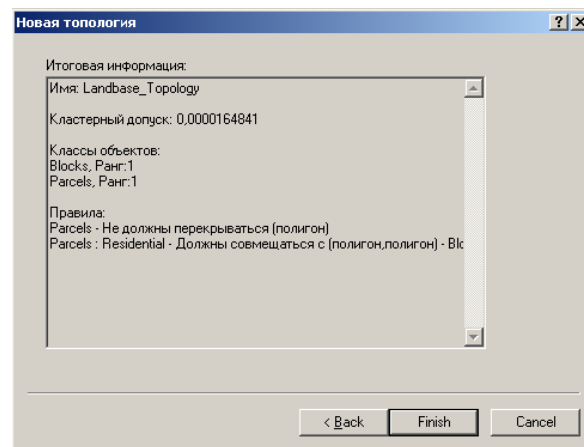 Новая топология
Итоговая информация:
Имя: Landbase_Topology
Кластерный допуск: 0,0000164841
Классы объектов:
Blocks, Ранг:1
Parcels, Ранг:1
Правила:
Parcels - Не должны перекрываться (полигон)
Parcels : Residential - Должны совмещаться с (полигон,полигон) - Blo
< Back
Finish
Cancel